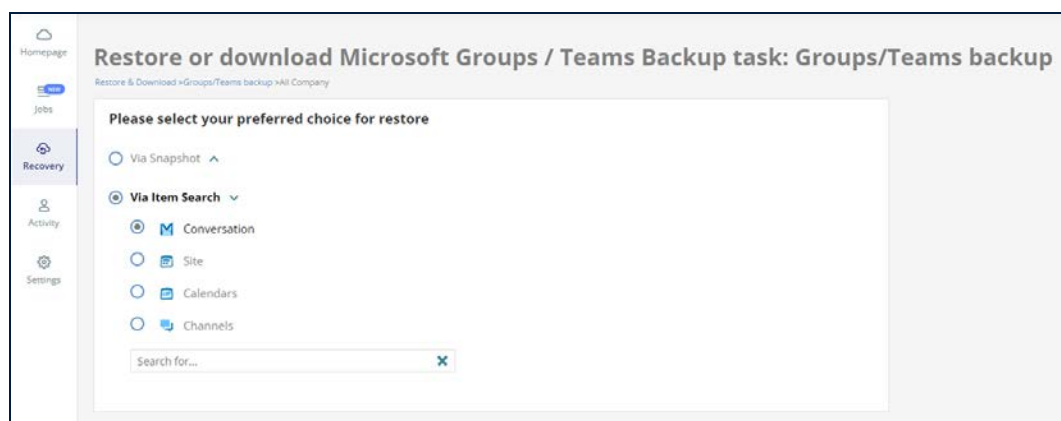 Homepage
NEW
Jobs
Recovery
Activity
Settings
Restore or download Microsoft Groups / Teams Backup task: Groups/Teams backup
Restore & Download >Groups/Teams backup >All Company
Please select your preferred choice for restore
Via Snapshot
Via Item Search
Conversation
Site
Calendars
Channels
Search for...